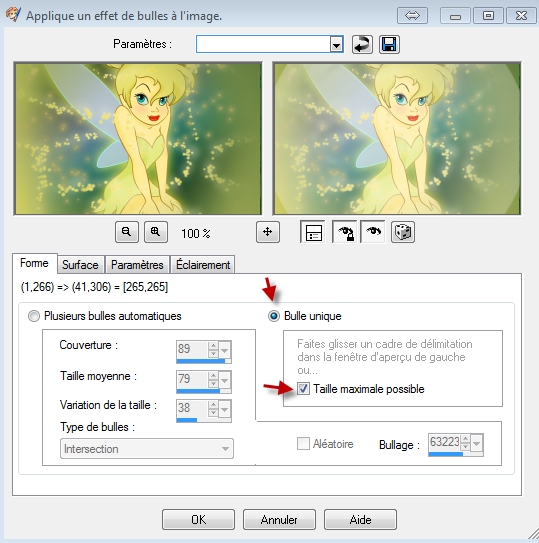 Applique un effet de bulles à l'image.
Paramètres :
100 %
Forme Surface Paramètres Éclairement
(1,266) => (41,306) = [265,265]
Plusieurs bulles automatiques
Couverture : 89
Taille moyenne : 79
Variation de la taille : 38
Type de bulles :
Intersection
Bulle unique
Faites glisser un cadre de délimitation
dans la fenêtre d'aperçu de gauche
ou...
Taille maximale possible
Aléatoire Bullage : 63223
OK Annuler Aide